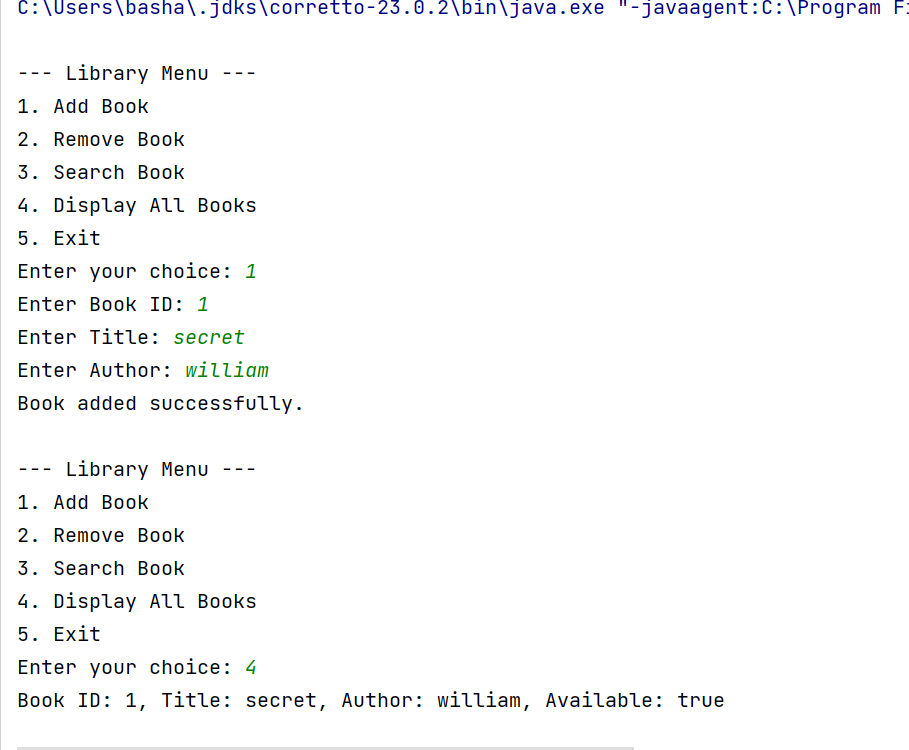 C:\Users\basha\.jdks\corretto-23.0.2\bin\java.exe "-javaagent:C:\Program
--- Library Menu ---
1. Add Book
2. Remove Book
3. Search Book
4. Display All Books
5. Exit
Enter your choice: 1
Enter Book ID: 1
Enter Title: secret
Enter Author: william
Book added successfully.
--- Library Menu ---
1. Add Book
2. Remove Book
3. Search Book
4. Display All Books
5. Exit
Enter your choice: 4
Book ID: 1, Title: secret, Author: william, Available: true